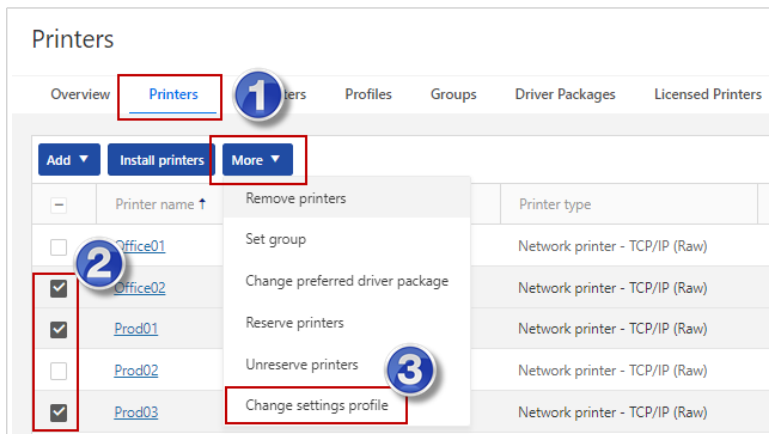 Printers
Overview Printers 1 ters Profiles Groups Driver Packages Licensed Printers
Add Install printers More
Printer name Printer type
Remove printers
Office01 Network printer - TCP/IP (Raw)
Set group
2
Office02 Network printer - TCP/IP (Raw)
Change preferred driver package
Prod01 Network printer - TCP/IP (Raw)
Reserve printers
Prod02 Network printer - TCP/IP (Raw)
Unreserve printers
3
Prod03 Network printer - TCP/IP (Raw)
Change settings profile